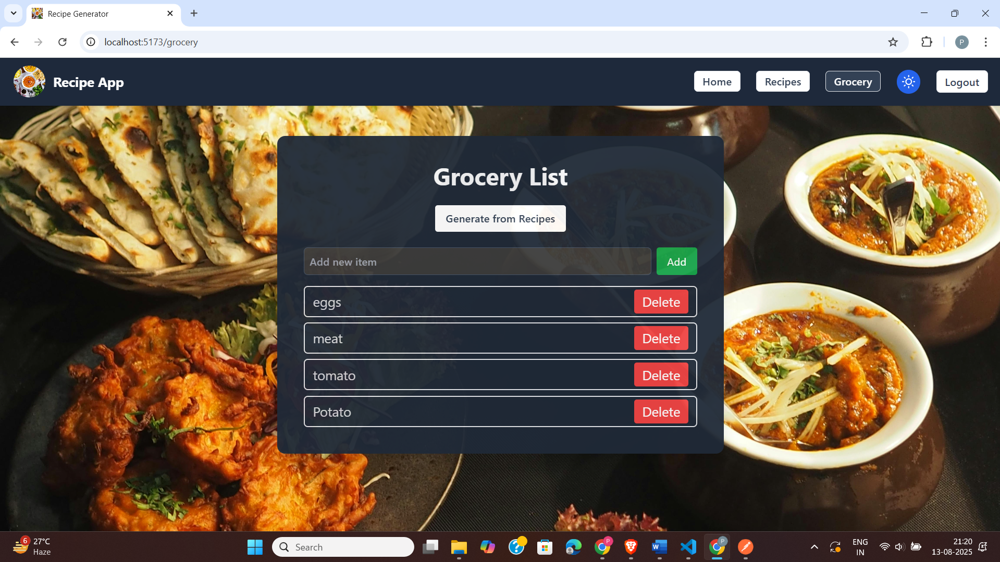 Recipe Generator
localhost:5173/grocery
P
Recipe App
Home
Recipes
Grocery
Logout
Grocery List
Generate from Recipes
Add new item
Add
eggs
Delete
meat
Delete
tomato
Delete
Potato
Delete
6
27°C
Haze
Search
P
W
P
ENG
IN
21:20
13-08-2025